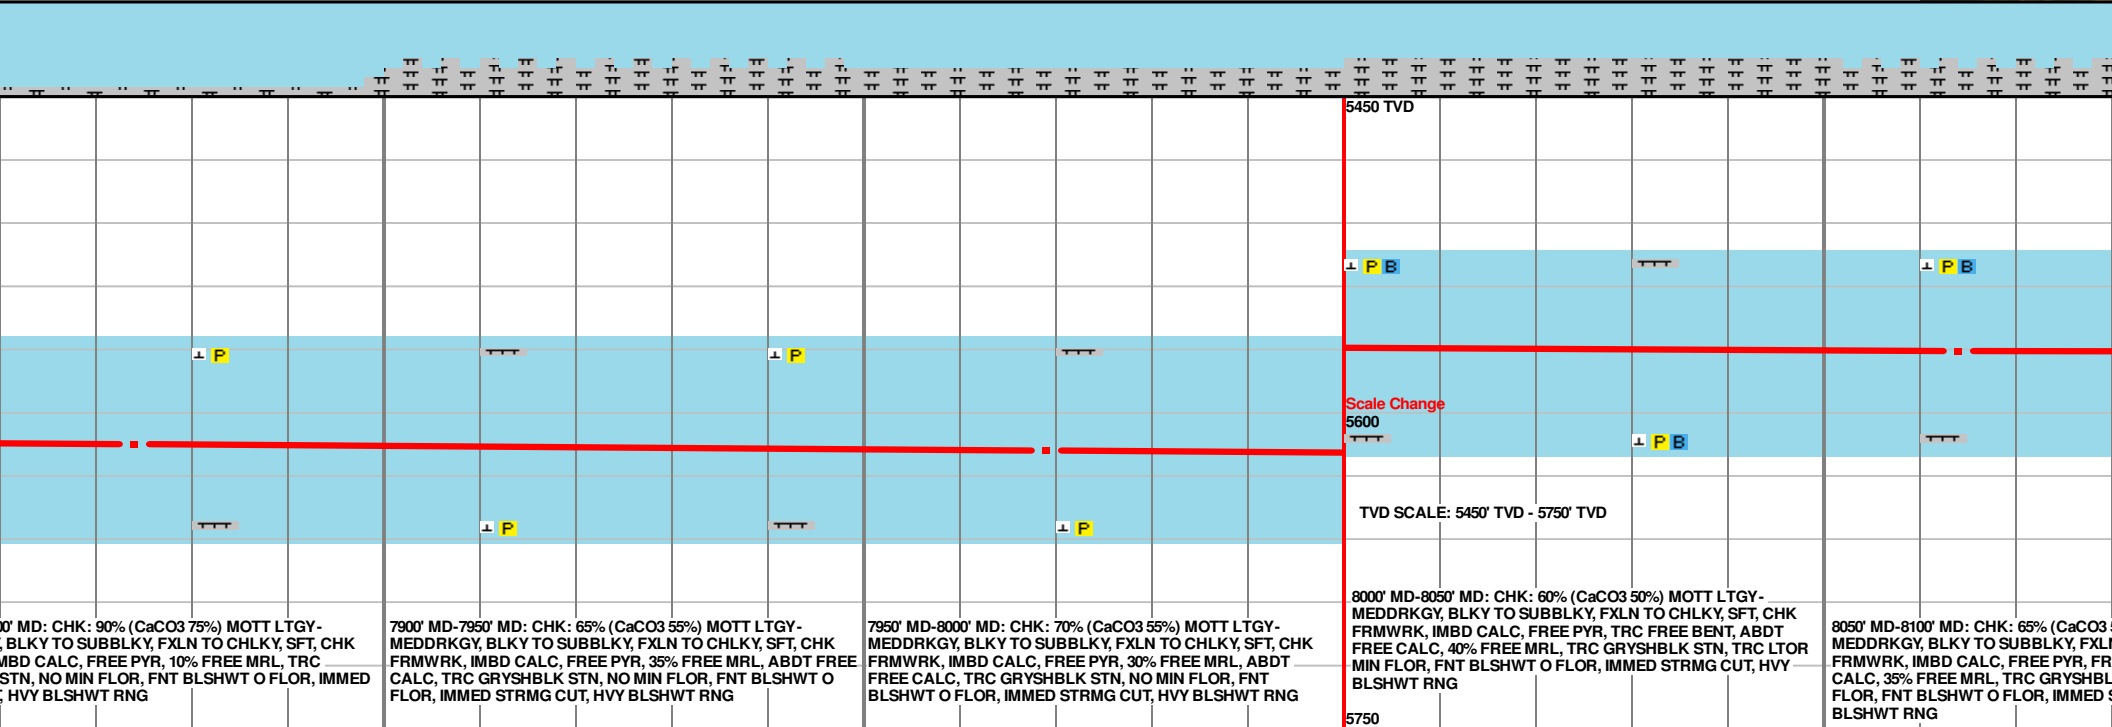 5450 TVD
P
P
P B
P B
Scale Change
5600
P
P
P B
TVD SCALE: 5450' TVD - 5750' TVD
0' MD: CHK: 90% (CaCO3 75%) MOTT LTGY-
, BLKY TO SUBBLKY, FXLN TO CHLKY, SFT, CHK
MBD CALC, FREE PYR, 10% FREE MRL, TRC
STN, NO MIN FLOR, FNT BLSHWT O FLOR, IMMED
, HVY BLSHWT RNG
7900' MD-7950' MD: CHK: 65% (CaCO3 55%) MOTT LTGY-
MEDDRKGY, BLKY TO SUBBLKY, FXLN TO CHLKY, SFT, CHK
FRMWRK, IMBD CALC, FREE PYR, 35% FREE MRL, ABDT FREE
CALC, TRC GRYSHBLK STN, NO MIN FLOR, FNT BLSHWT O
FLOR, IMMED STRMG CUT, HVY BLSHWT RNG
7950' MD-8000' MD: CHK: 70% (CaCO3 55%) MOTT LTGY-
MEDDRKGY, BLKY TO SUBBLKY, FXLN TO CHLKY, SFT, CHK
FRMWRK, IMBD CALC, FREE PYR, 30% FREE MRL, ABDT
FREE CALC, TRC GRYSHBLK STN, NO MIN FLOR, FNT
BLSHWT O FLOR, IMMED STRMG CUT, HVY BLSHWT RNG
8000' MD-8050' MD: CHK: 60% (CaCO3 50%) MOTT LTGY-
MEDDRKGY, BLKY TO SUBBLKY, FXLN TO CHLKY, SFT, CHK
FRMWRK, IMBD CALC, FREE PYR, TRC FREE BENT, ABDT
FREE CALC, 40% FREE MRL, TRC GRYSHBLK STN, TRC LTOR
MIN FLOR, FNT BLSHWT O FLOR, IMMED STRMG CUT, HVY
BLSHWT RNG
8050' MD-8100' MD: CHK: 65% (CaCO3
MEDDRKGY, BLKY TO SUBBLKY, FXL
FRMWRK, IMBD CALC, FREE PYR, FR
CALC, 35% FREE MRL, TRC GRYSHBL
FLOR, FNT BLSHWT O FLOR, IMMED S
BLSHWT RNG
5750